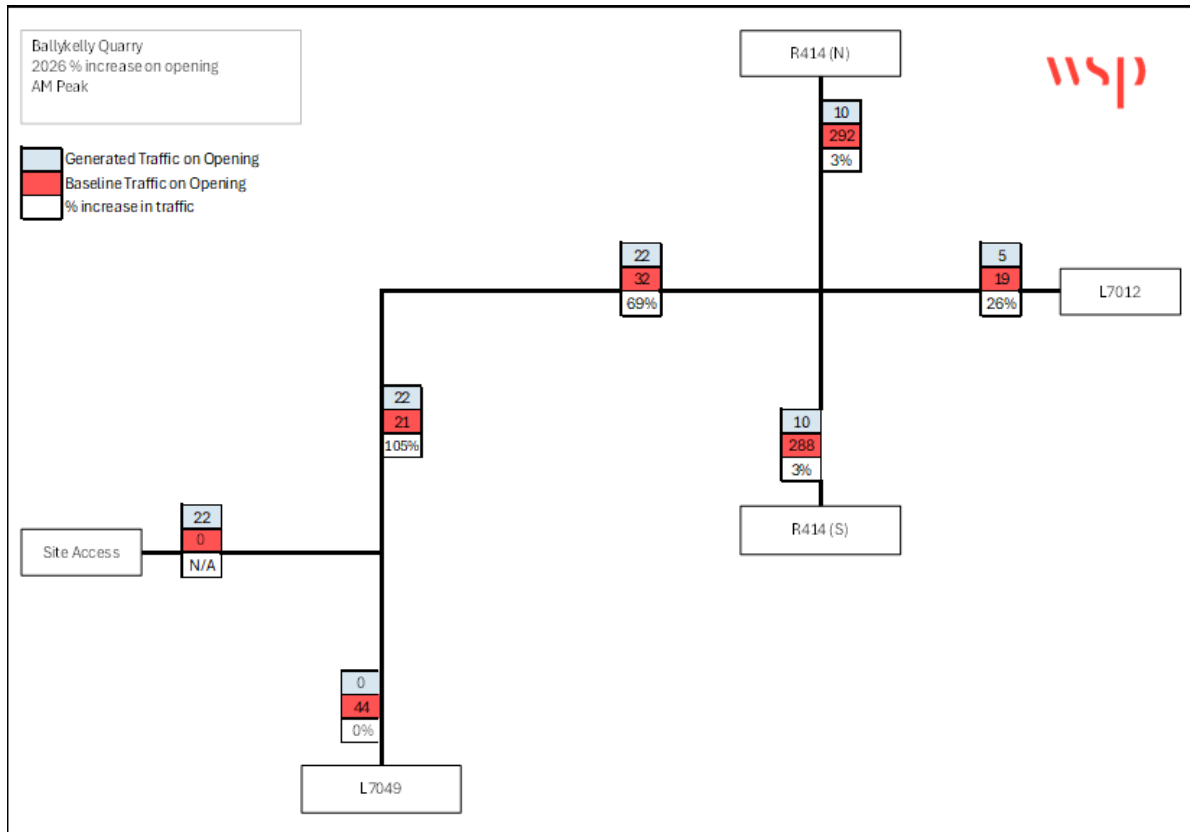 Ballykelly Quarry
2026 % increase on opening
AM Peak
wsp
Generated Traffic on Opening
Baseline Traffic on Opening
% increase in traffic
R414 (N)
10
292
3%
22
32
69%
5
19
26%
L7012
22
21
105%
10
288
3%
R414 (S)
Site Access
22
0
N/A
0
44
0%
L7049